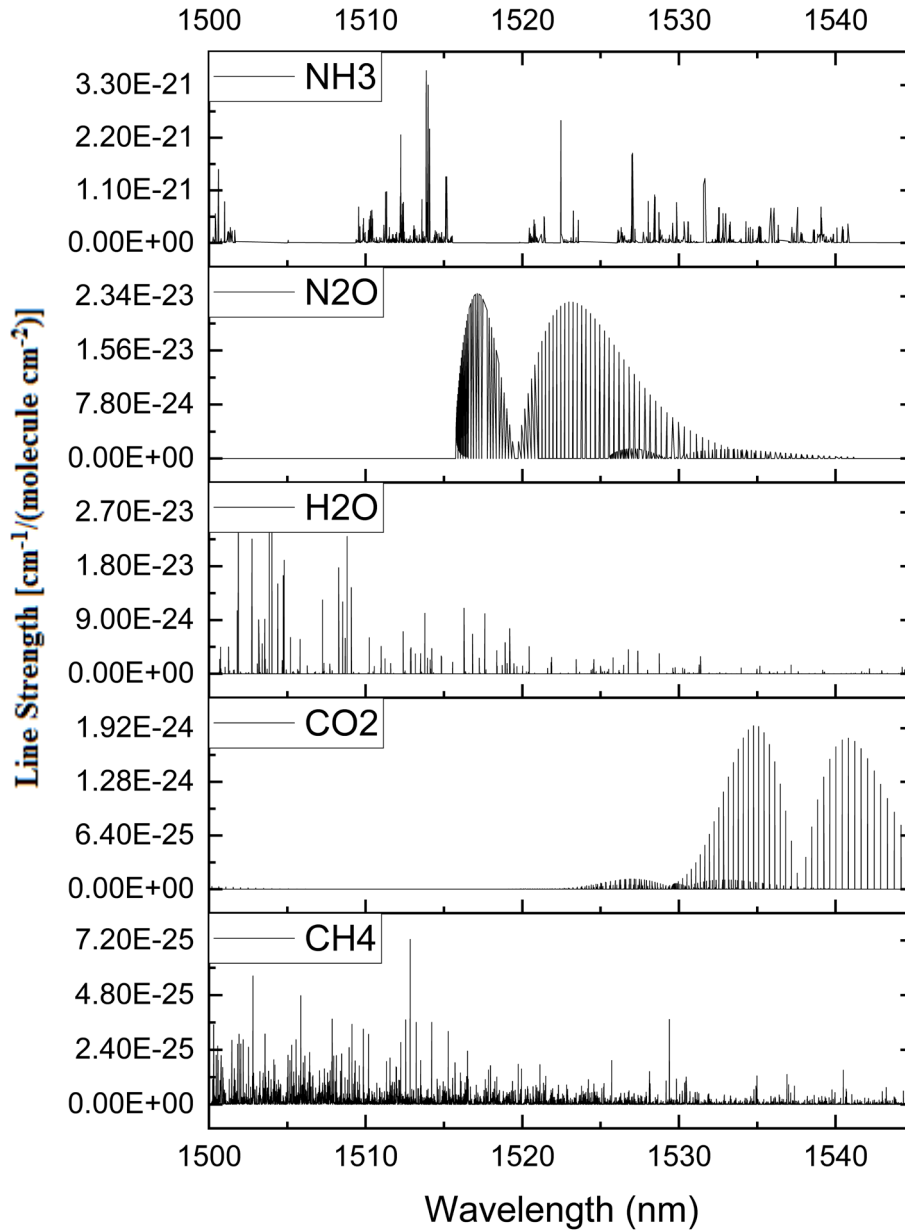 1500 1510 1520 1530 1540
NH3
3.30E-21
2.20E-21
1.10E-21
0.00E+00
N2O
2.34E-23
1.56E-23
7.80E-24
0.00E+00
H2O
2.70E-23
1.80E-23
9.00E-24
0.00E+00
CO2
1.92E-24
1.28E-24
6.40E-25
0.00E+00
CH4
7.20E-25
4.80E-25
2.40E-25
0.00E+00
1500 1510 1520 1530 1540
Wavelength (nm)
Line Strength [cm⁻¹/(molecule cm⁻²)]